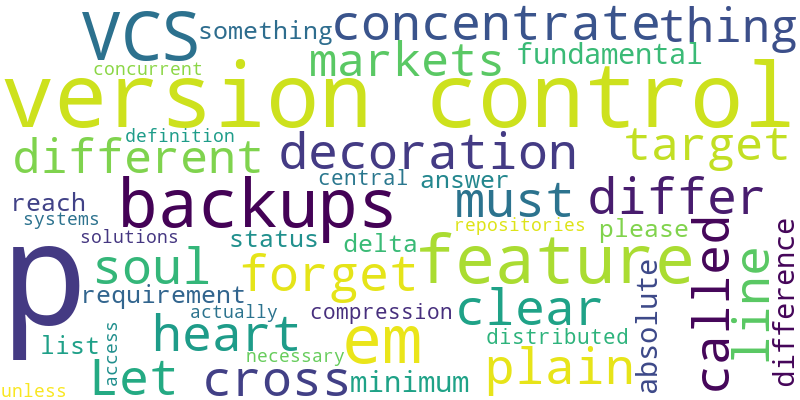 VCS something concentrate thing
concurrent markets fundamental
version control
definition
different decoration target
central answer
reach backups must differ
systems repositories please
solutions status delta
p soul forget feature called line difference
requirement
actually compression clear absolute
list access heart em distributed
necessary
unless Let cross minimum plain